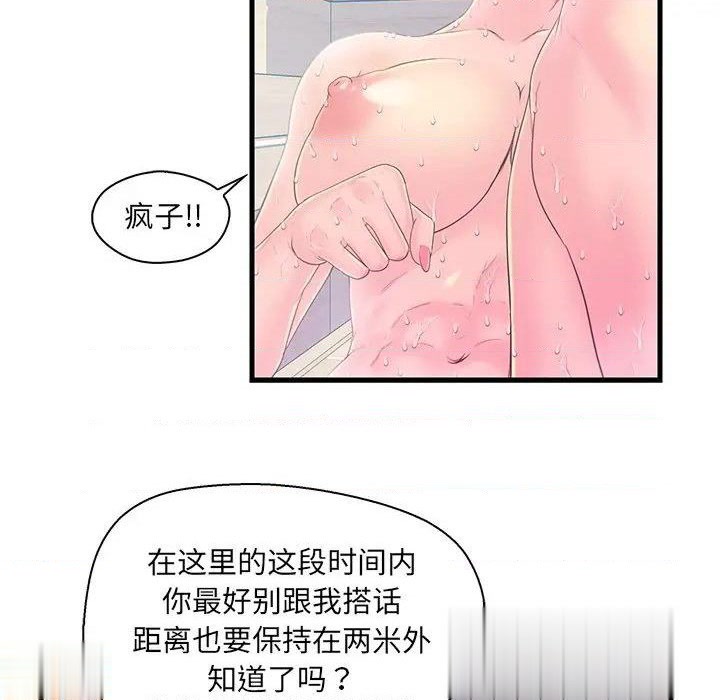 疯子!!
在这里的这段时间内
你最好别跟我搭话
距离也要保持在两米外
知道了吗？